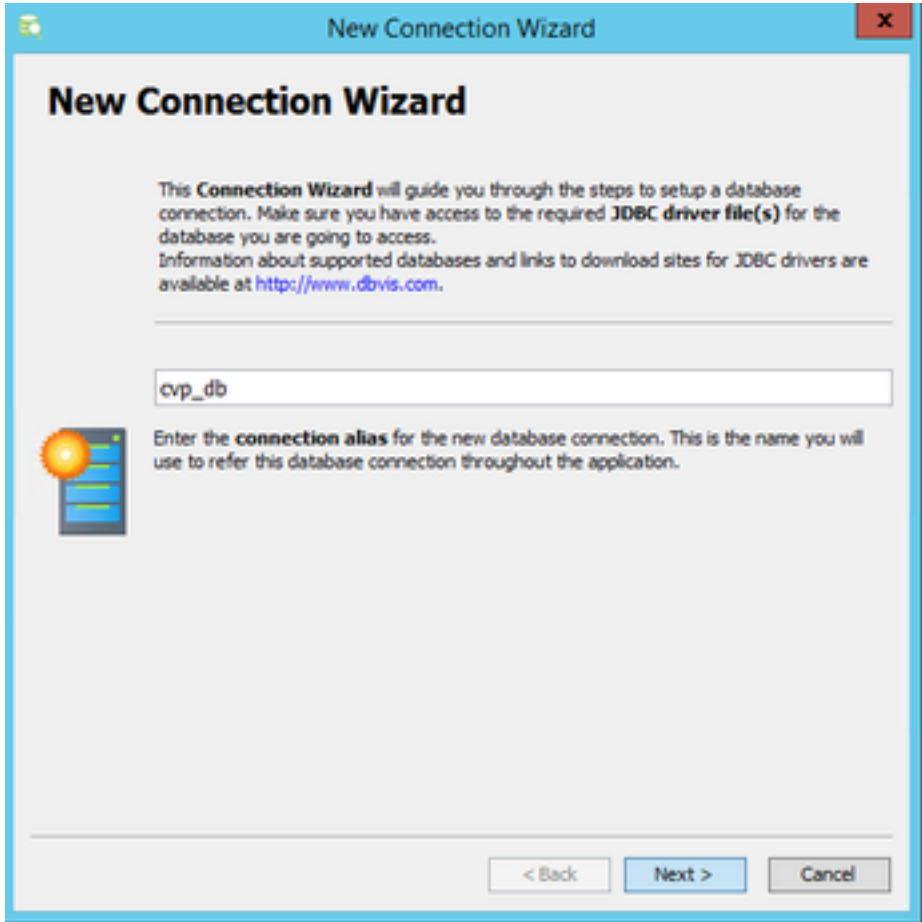 New Connection Wizard
x
New Connection Wizard
This Connection Wizard will guide you through the steps to setup a database
connection. Make sure you have access to the required JDBC driver file(s) for the
database you are going to access.
Information about supported databases and links to download sites for JDBC drivers are
available at http://www.dbvis.com.
cvp_db
Enter the connection alias for the new database connection. This is the name you will
use to refer this database connection throughout the application.
< Back
Next >
Cancel